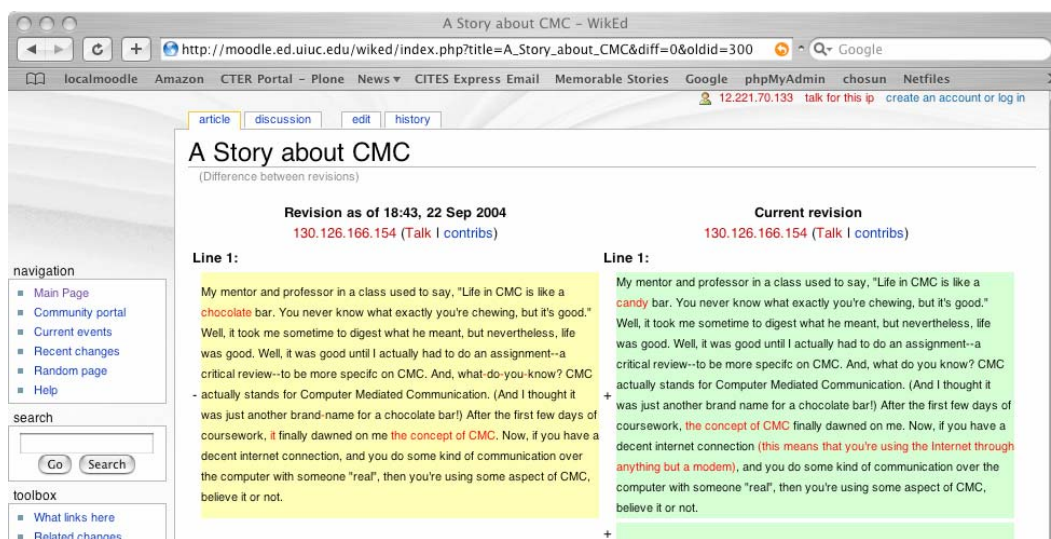 A Story about CMC – WikEd
http://moodle.ed.uiuc.edu/wiked/index.php?title=A_Story_about_CMC&diff=0&oldid=300
Google
localmoodle Amazon CTER Portal – Plone News CITES Express Email Memorable Stories Google phpMyAdmin chosun Netfiles
12.221.70.133 talk for this ip create an account or log in
article discussion edit history
A Story about CMC
(Difference between revisions)
Revision as of 18:43, 22 Sep 2004
130.126.166.154 (Talk | contribs)
Line 1:
- My mentor and professor in a class used to say, "Life in CMC is like a
chocolate bar. You never know what exactly you're chewing, but it's good."
Well, it took me sometime to digest what he meant, but nevertheless, life
was good. Well, it was good until I actually had to do an assignment--a
critical review--to be more specifc on CMC. And, what-do-you-know? CMC
actually stands for Computer Mediated Communication. (And I thought it
was just another brand-name for a chocolate bar!) After the first few days of
coursework, it finally dawned on me the concept of CMC. Now, if you have a
decent internet connection, and you do some kind of communication over
the computer with someone "real", then you're using some aspect of CMC,
believe it or not.
Current revision
130.126.166.154 (Talk | contribs)
Line 1:
+ My mentor and professor in a class used to say, "Life in CMC is like a
candy bar. You never know what exactly you're chewing, but it's good."
Well, it took me sometime to digest what he meant, but nevertheless, life
was good. Well, it was good until I actually had to do an assignment--a
critical review--to be more specifc on CMC. And, what do you know? CMC
actually stands for Computer Mediated Communication. (And I thought it
was just another brand name for a chocolate bar!) After the first few days of
coursework, the concept of CMC finally dawned on me. Now, if you have a
decent internet connection (this means that you're using the Internet through
anything but a modem), and you do some kind of communication over the
computer with someone "real", then you're using some aspect of CMC,
believe it or not.
+
navigation
Main Page
Community portal
Current events
Recent changes
Random page
Help
search
Go Search
toolbox
What links here
Related changes